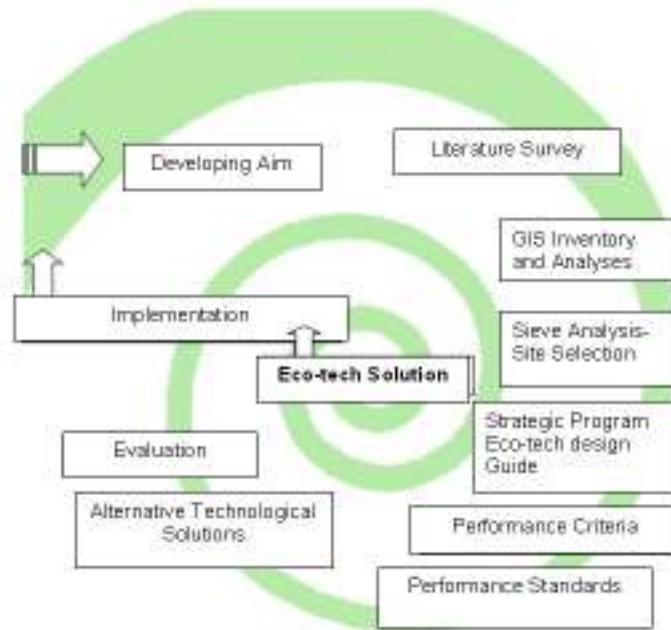 Developing Aim
Literature Survey
GIS Inventory
and Analyses
Implementation
Sieve Analysis-
Site Selection
Eco-tech Solution
Strategic Program
Eco-tech design
Guide
Evaluation
Alternative Technological
Solutions
Performance Criteria
Performance Standards